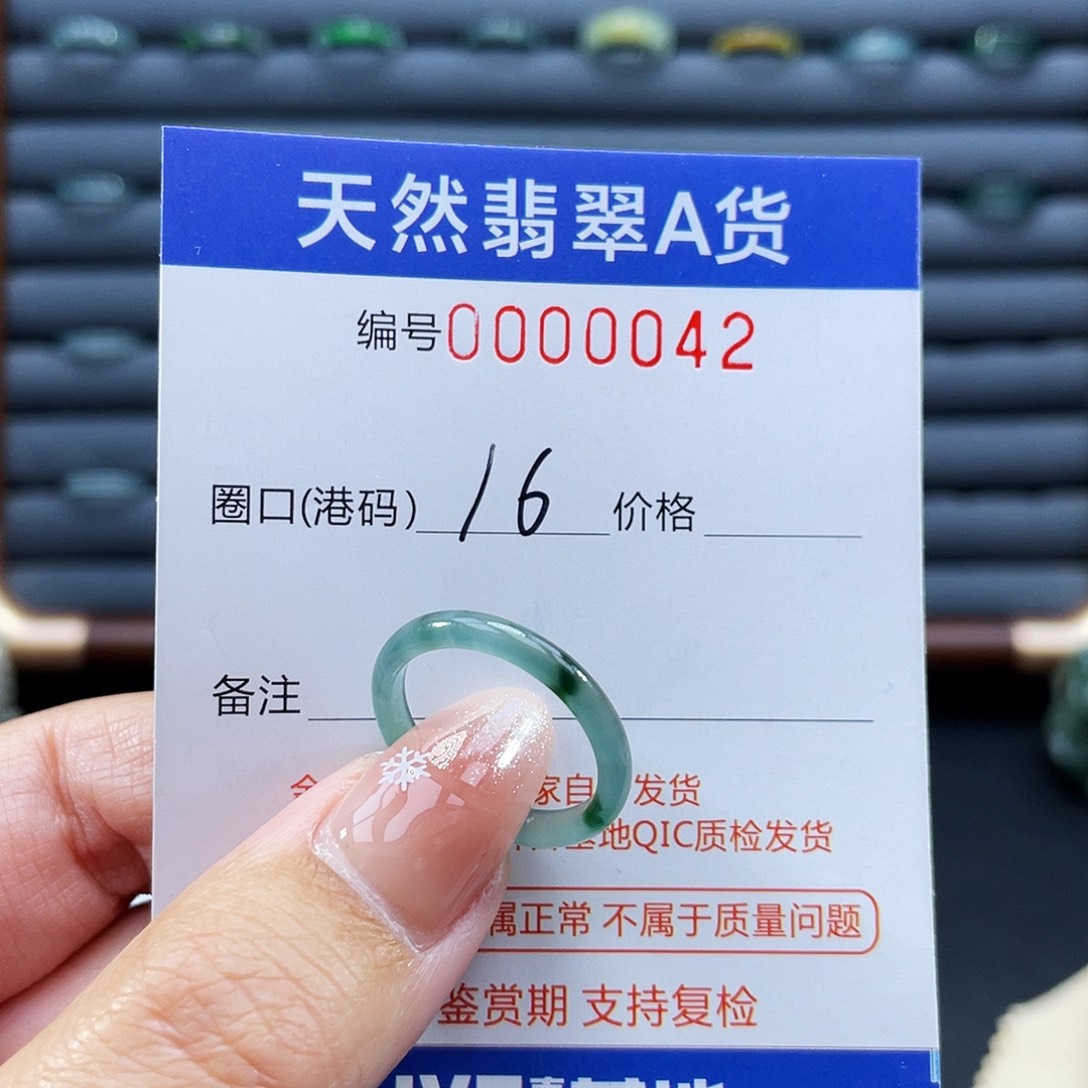 天然翡翠A货
编号0000042
圈口(港码) 16 价格
备注
家自 发货
地QIC质检发货
属正常 不属于质量问题
鉴赏期 支持复检